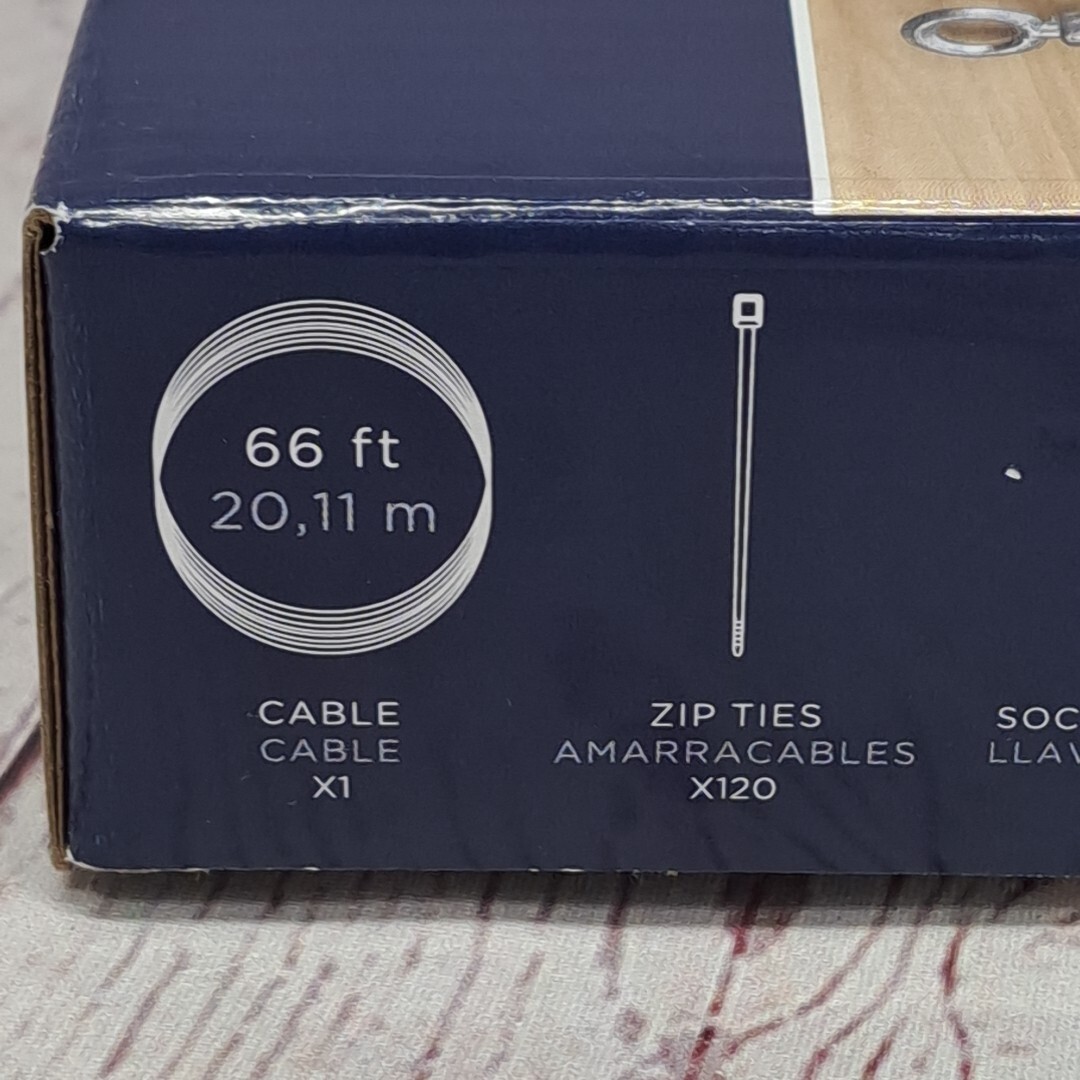 66 ft
20,11 m
CABLE
CABLE
X1
ZIP TIES
AMARRACABLES
X120